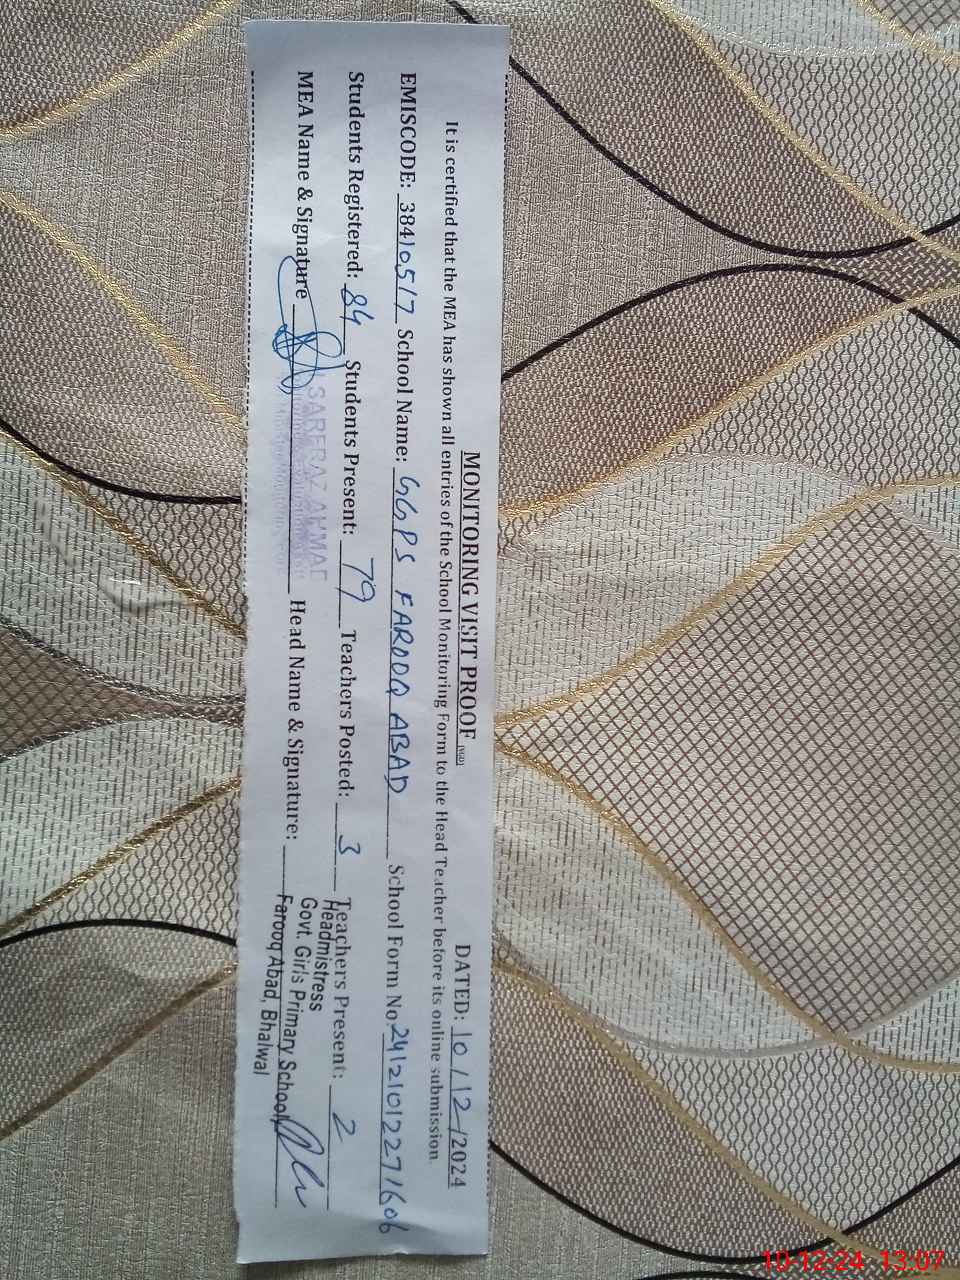 MONITORING VISIT PROOF DATED: 10/12/2024
It is certified that the MEA has shown all entries of the School Monitoring Form to the Head Teacher before its online submission.
EMISCODE: 38410517 School Name: GGPS FAROOQ ABAD School Form No. 24121012271606
Students Registered: 84 Students Present: 79 Teachers Posted: 3 Teachers Present: 2
MEA Name & Signature Head Name & Signature:
SARFRAZ AHMAD
Headmistress
Govt. Girls Primary School
Farooq Abad, Bhalwal
10-12-24 13:07